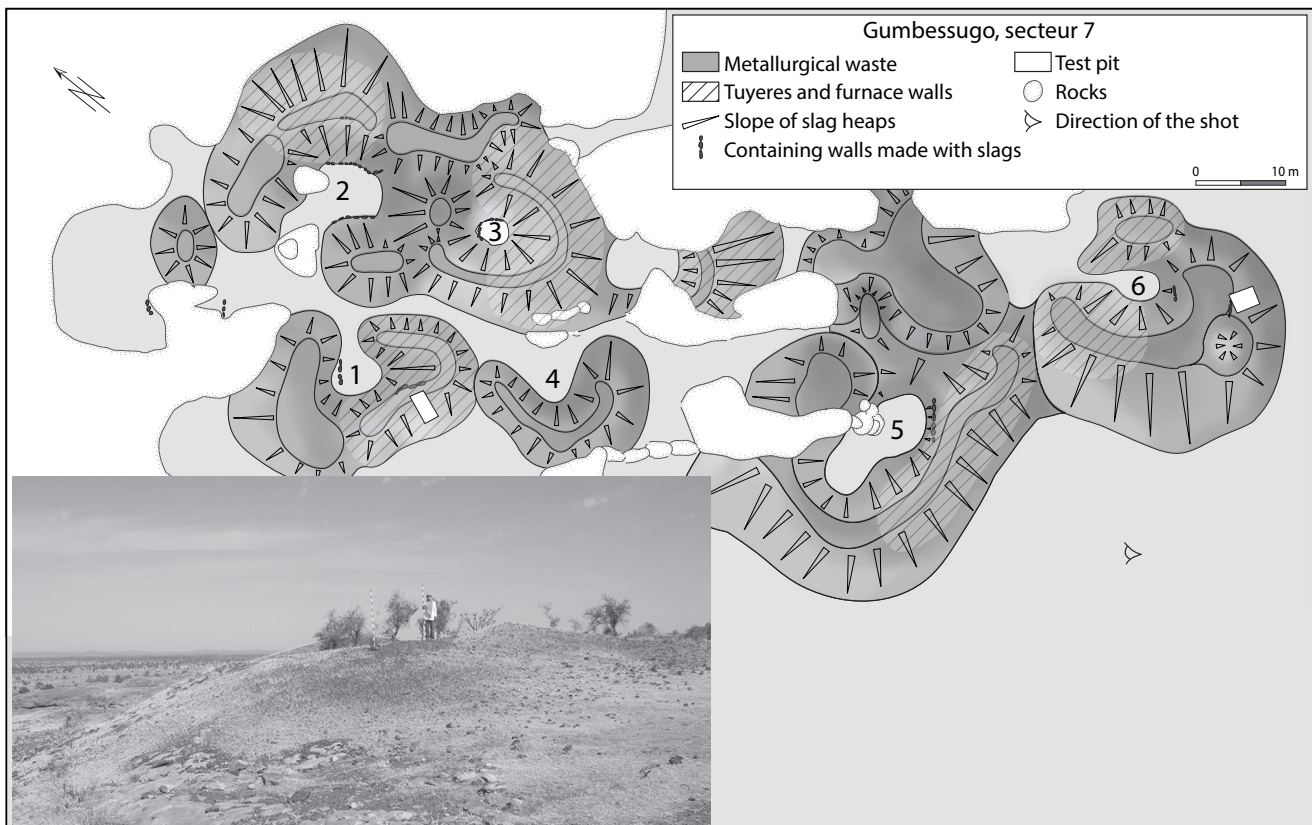 Gumbessugo, secteur 7
Metallurgical waste
Tuyeres and furnace walls
Slope of slag heaps
Containing walls made with slags
Test pit
Rocks
Direction of the shot
0 10 m
2
3
6
1
4
5